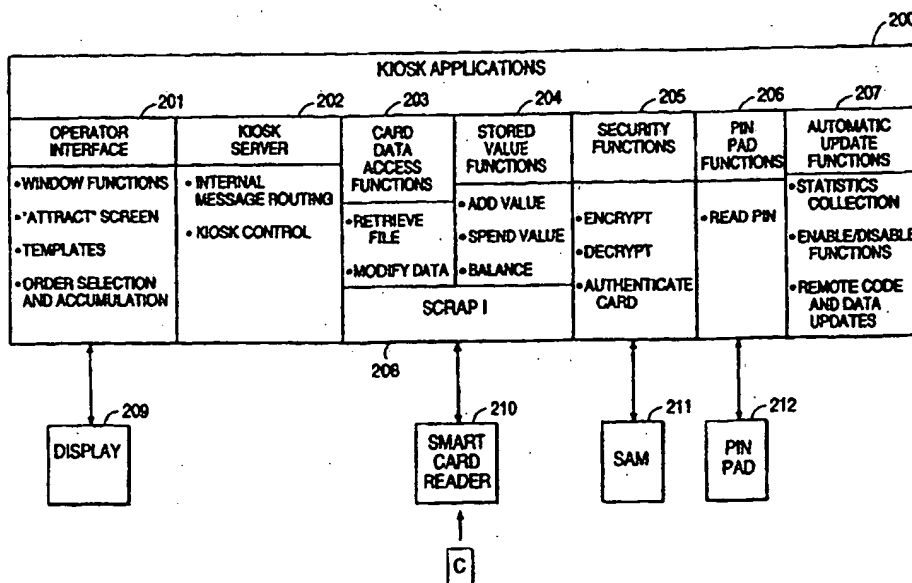 200
KIOSK APPLICATIONS
201
202
203
204
205
206
207
OPERATOR
INTERFACE
• WINDOW FUNCTIONS
• "ATTRACT" SCREEN
• TEMPLATES
• ORDER SELECTION
AND ACCUMULATION
KIOSK
SERVER
• INTERNAL
MESSAGE ROUTING
• KIOSK CONTROL
CARD
DATA
ACCESS
FUNCTIONS
• RETRIEVE
FILE
• MODIFY DATA
STORED
VALUE
FUNCTIONS
• ADD VALUE
• SPEND VALUE
• BALANCE
SCRAP I
208
SECURITY
FUNCTIONS
• ENCRYPT
• DECRYPT
• AUTHENTICATE
CARD
PIN
PAD
FUNCTIONS
• READ PIN
AUTOMATIC
UPDATE
FUNCTIONS
• STATISTICS
COLLECTION
• ENABLE/DISABLE
FUNCTIONS
• REMOTE CODE
AND DATA
UPDATES
209
DISPLAY
210
SMART
CARD
READER
211
SAM
212
PIN
PAD
C